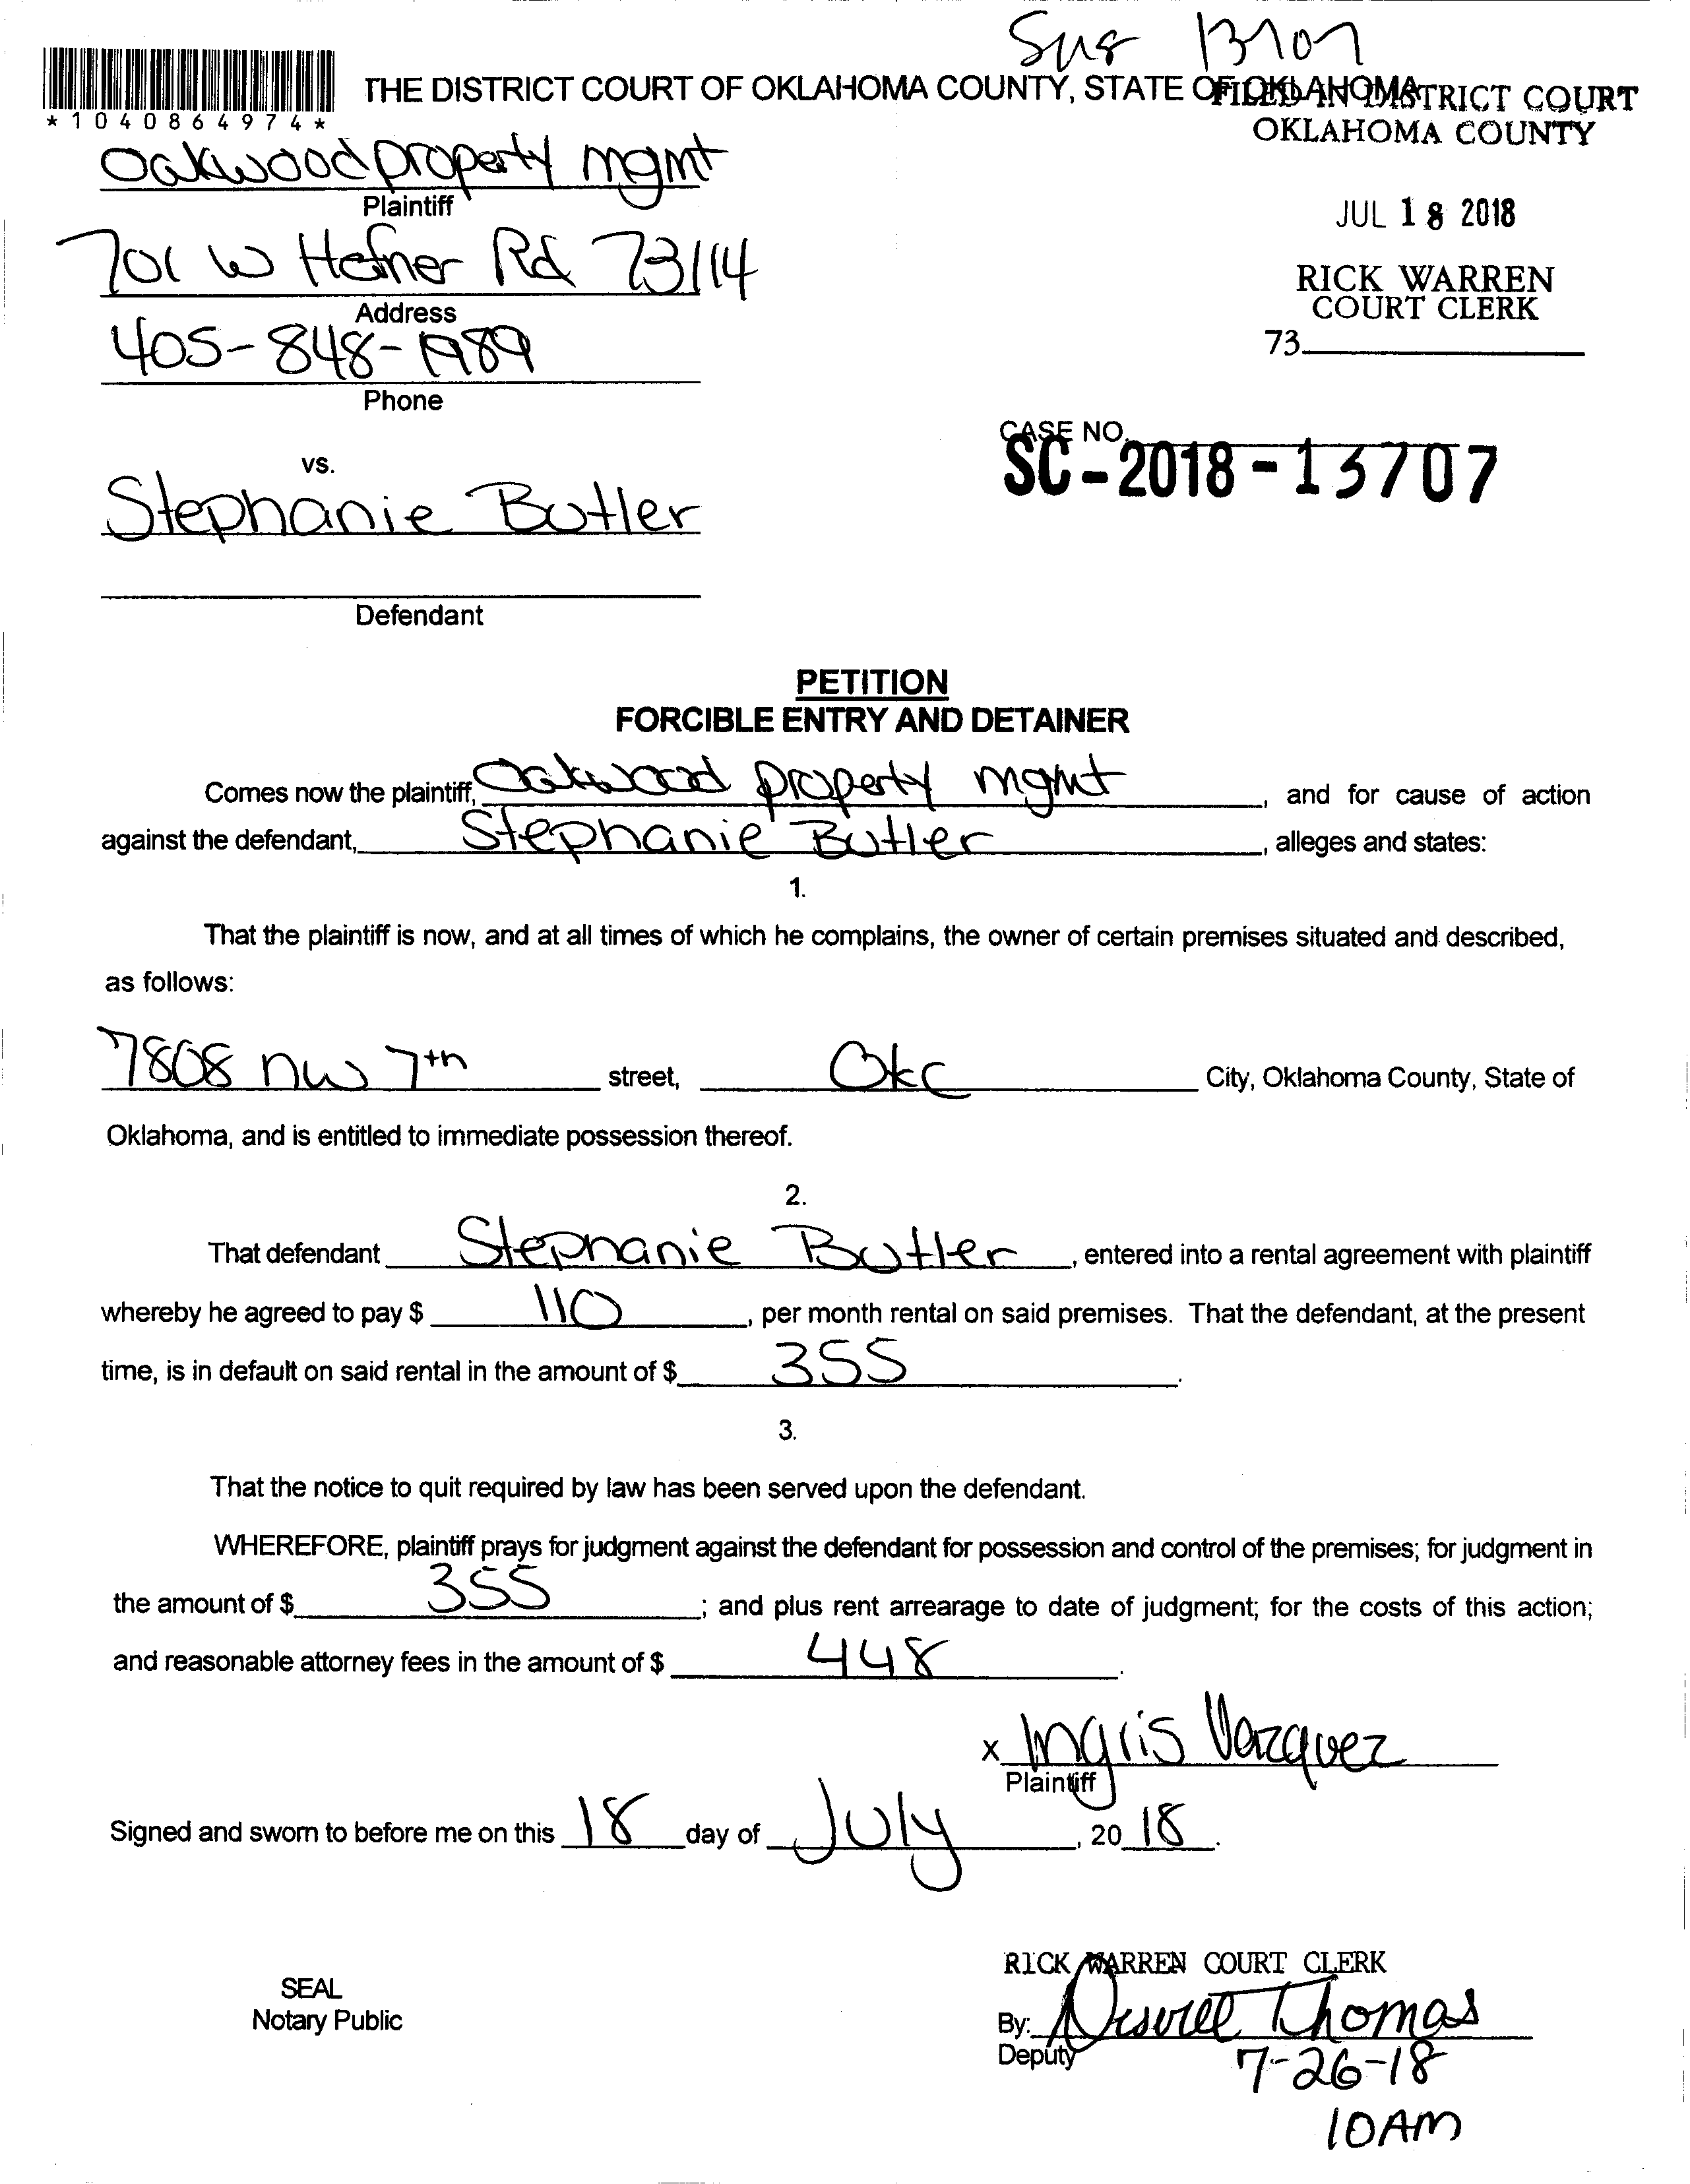 THE DISTRICT COURT OF OKLAHOMA COUNTY, STATE OF OKLAHOMA
*1040864974*
FILED IN DISTRICT COURT
OKLAHOMA COUNTY
Oakwood property mgmt
Plaintiff
JUL 18 2018
701 W Hefner Rd 73114
Address
RICK WARREN
COURT CLERK
405-848-1989
73
Phone
CASE NO.
SC-2018-13707
vs.
Stephanie Butler
Defendant
PETITION
FORCIBLE ENTRY AND DETAINER
Comes now the plaintiff, Oakwood property mgmt, and for cause of action
against the defendant, Stephanie Butler, alleges and states:
1.
That the plaintiff is now, and at all times of which he complains, the owner of certain premises situated and described,
as follows:
7808 nw 7th street, Okc City, Oklahoma County, State of
Oklahoma, and is entitled to immediate possession thereof.
2.
That defendant Stephanie Butler, entered into a rental agreement with plaintiff
whereby he agreed to pay $ 110, per month rental on said premises. That the defendant, at the present
time, is in default on said rental in the amount of $ 355.
3.
That the notice to quit required by law has been served upon the defendant.
WHEREFORE, plaintiff prays for judgment against the defendant for possession and control of the premises; for judgment in
the amount of $ 355; and plus rent arrearage to date of judgment; for the costs of this action;
and reasonable attorney fees in the amount of $ 448.
x Ingris Vazquez
Plaintiff
Signed and sworn to before me on this 18 day of July, 2018.
RICK WARREN COURT CLERK
SEAL
Notary Public
By: Thomas
Deputy
7-26-18
10AM